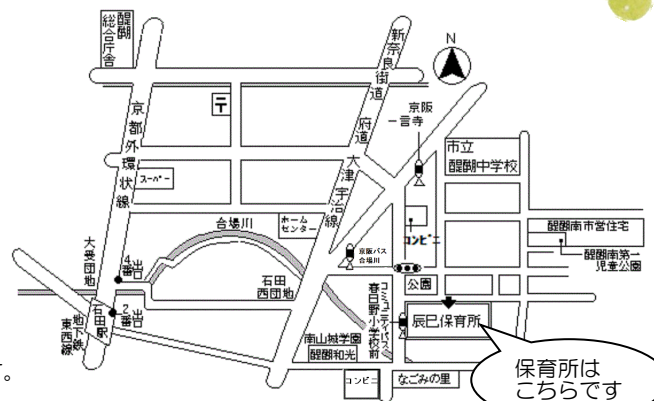 醍醐
総合庁舎
新奈良街道
府道
大津宇治線
N
京阪
一言寺
〒
京都外環状線
市立
醍醐中学校
スーパー
合場川
ホーム
センター
コンビニ
醍醐南市営住宅
醍醐南第一
児童公園
京阪バス
合場川
大受団地
4番出口
石田
西団地
公園
コミュニティバス
春日野小学校前
辰巳保育所
2番出口
石田駅
地下鉄
東西線
南山城学園
醍醐和光
コンビニ
なごみの里
保育所は
こちらです
。